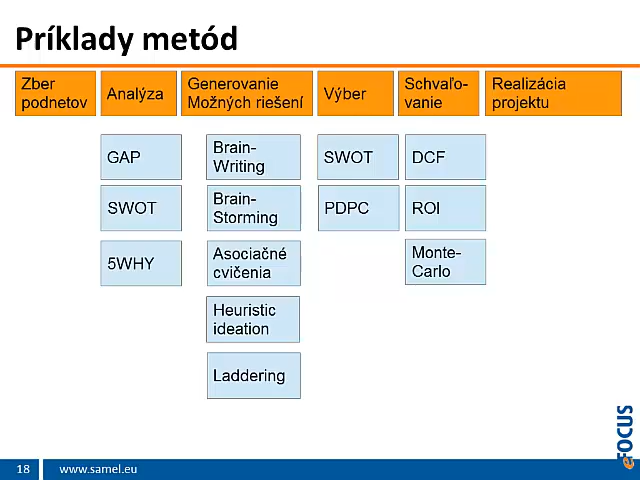 Príklady metód
Zber
podnetov
Analýza
Generovanie
Možných riešení
Výber
Schvaľo-
vanie
Realizácia
projektu
GAP
SWOT
5WHY
Brain-
Writing
Brain-
Storming
Asociačné
cvičenia
Heuristic
ideation
Laddering
SWOT
PDPC
DCF
ROI
Monte-
Carlo
eFOCUS
18
www.samel.eu